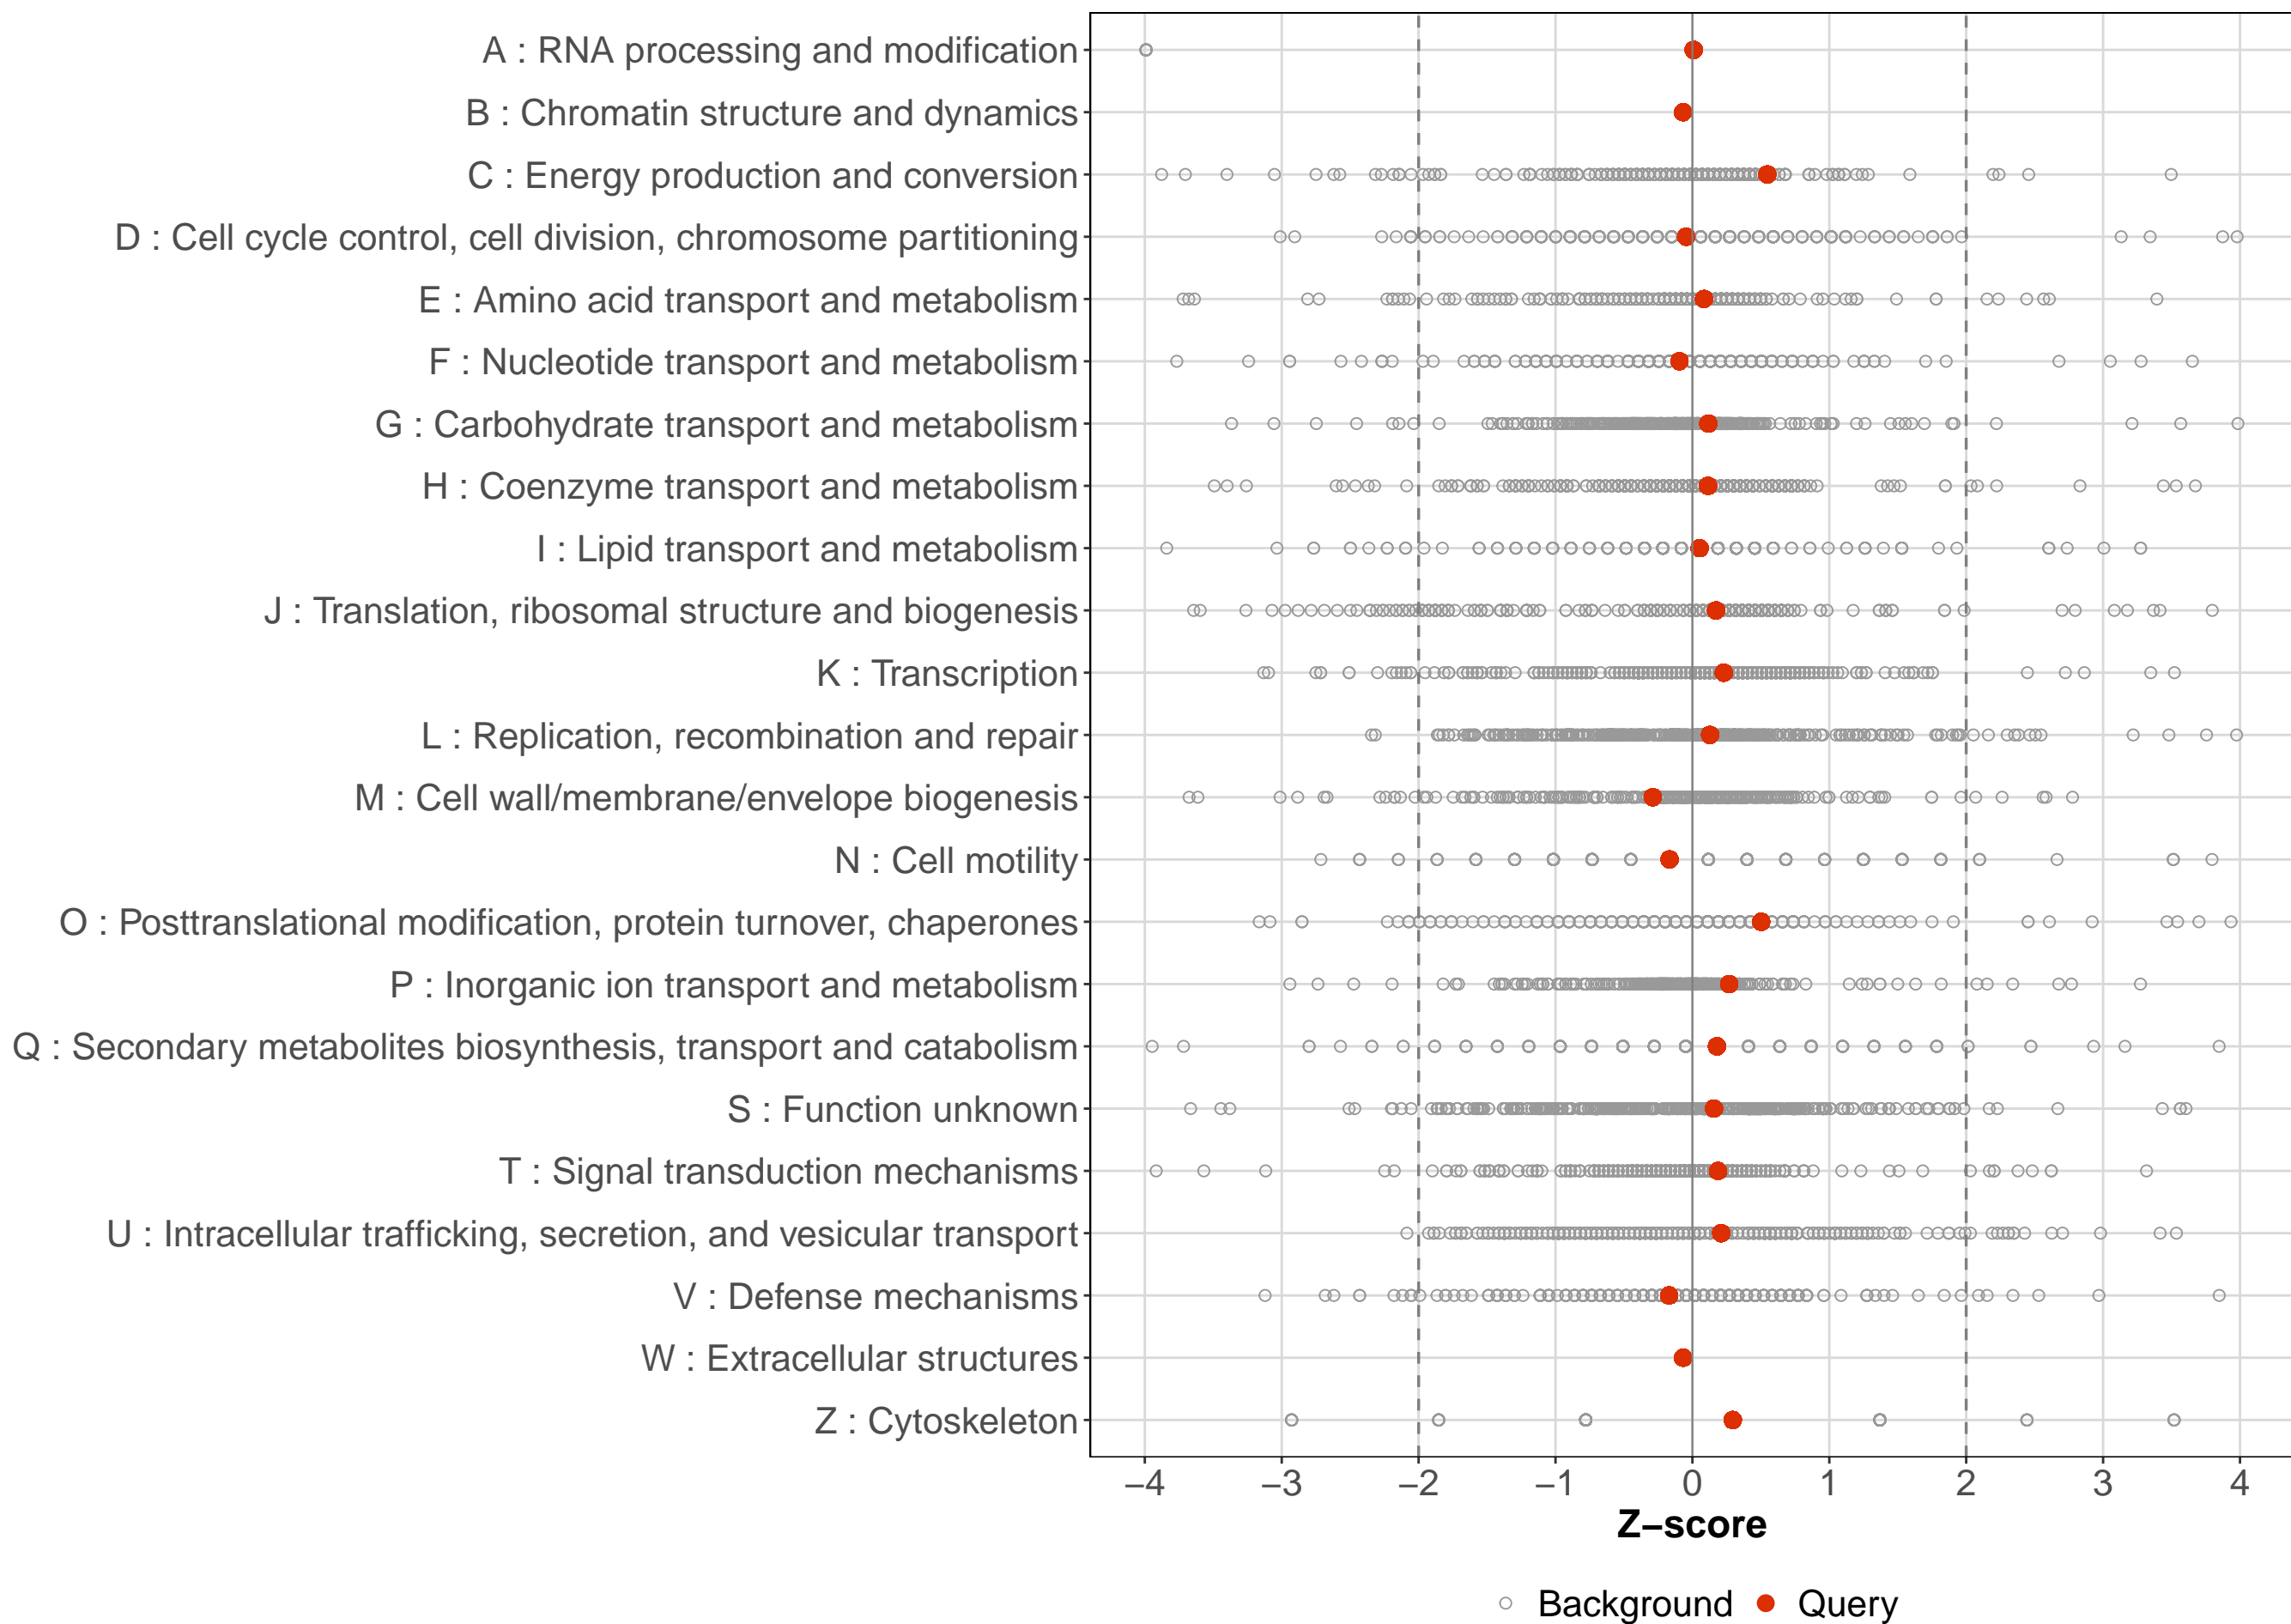 A : RNA processing and modification
B : Chromatin structure and dynamics
C : Energy production and conversion
D : Cell cycle control, cell division, chromosome partitioning
E : Amino acid transport and metabolism
F : Nucleotide transport and metabolism
G : Carbohydrate transport and metabolism
H : Coenzyme transport and metabolism
I : Lipid transport and metabolism
J : Translation, ribosomal structure and biogenesis
K : Transcription
L : Replication, recombination and repair
M : Cell wall/membrane/envelope biogenesis
N : Cell motility
O : Posttranslational modification, protein turnover, chaperones
P : Inorganic ion transport and metabolism
Q : Secondary metabolites biosynthesis, transport and catabolism
S : Function unknown
T : Signal transduction mechanisms
U : Intracellular trafficking, secretion, and vesicular transport
V : Defense mechanisms
W : Extracellular structures
Z : Cytoskeleton
−4 −3 −2 −1 0 1 2 3 4
Z−score
Background Query